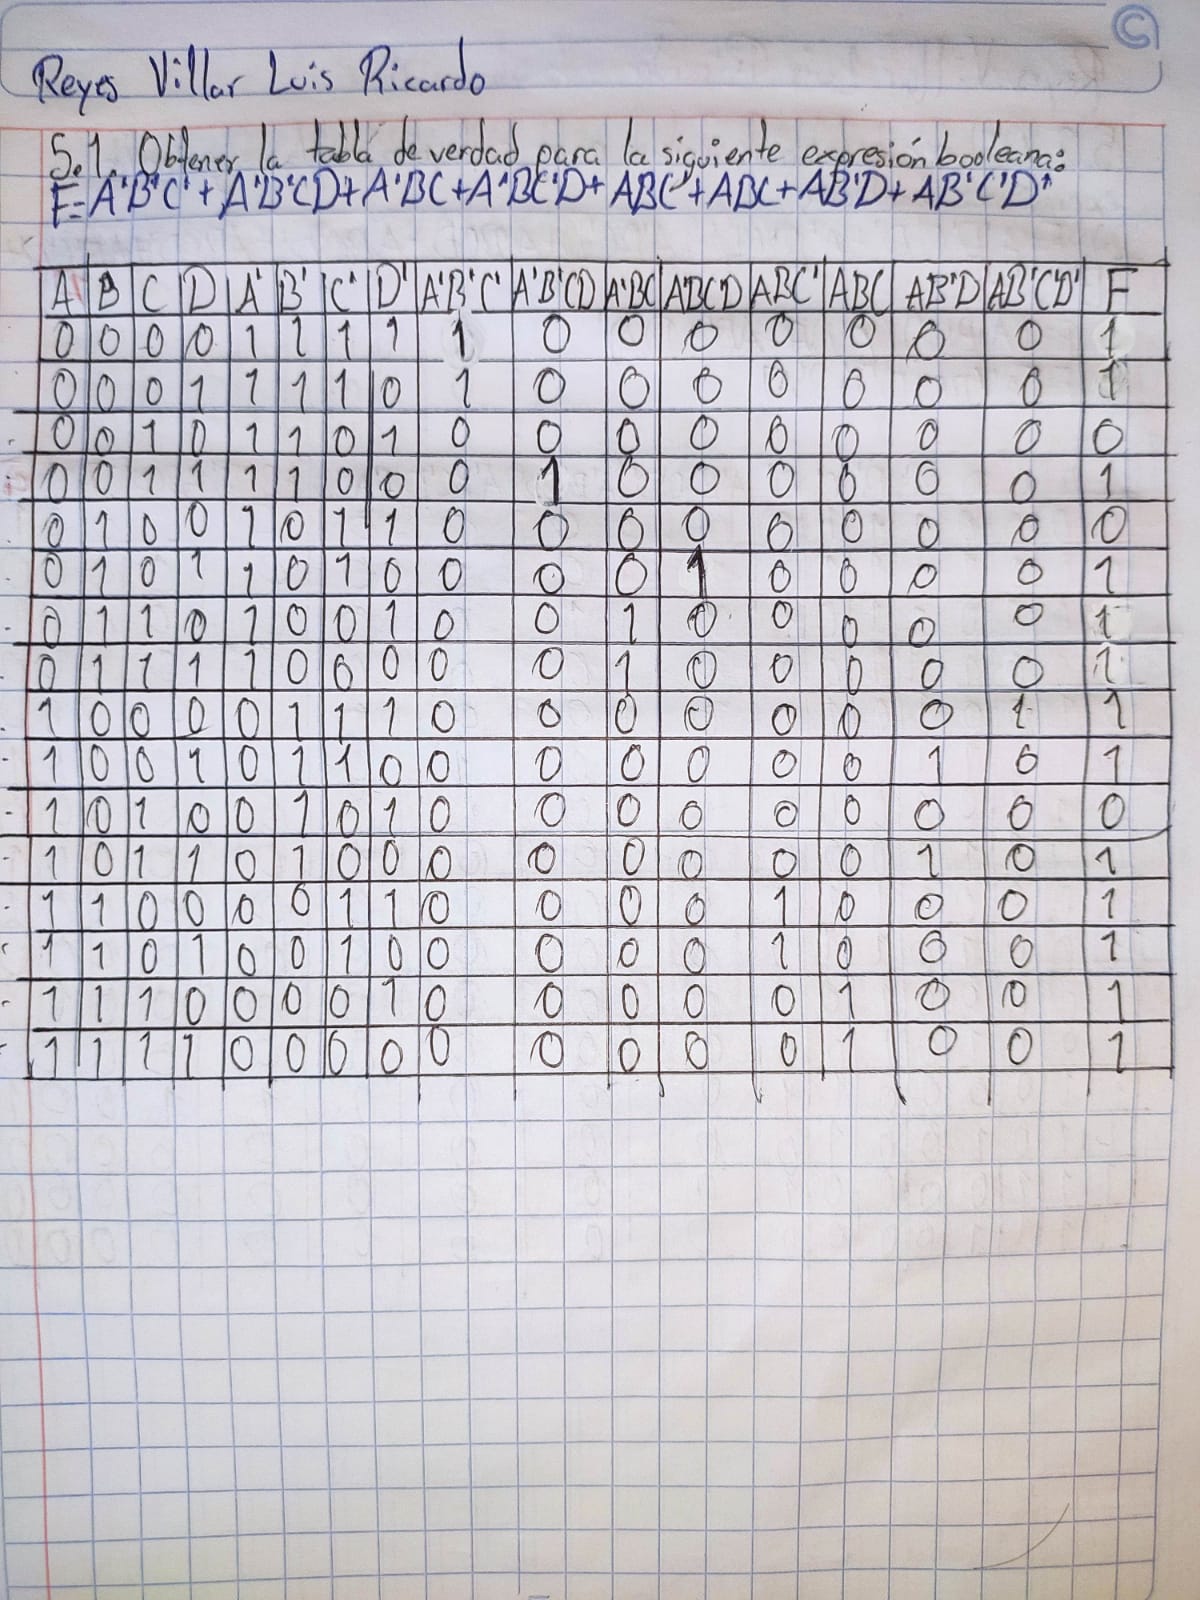 Reyes Villar Luis Ricardo
5.1. Obtener la tabla de verdad para la siguiente expresión booleana:
F=A'B'C'+A'B'CD+A'BC+A'BC'D+ABC'+ABC+AB'D+AB'C'D'
A B C D A' B' C' D' A'B'C' A'B'CD A'BC A'BC'D ABC' ABC AB'D AB'C'D' F
0 0 0 0 1 1 1 1 1 0 0 0 0 0 0 0 1
0 0 0 1 1 1 1 0 1 0 0 0 0 0 0 0 1
0 0 1 0 1 1 0 1 0 0 0 0 0 0 0 0 0
0 0 1 1 1 1 0 0 0 1 0 0 0 0 0 0 1
0 1 0 0 1 0 1 1 0 0 0 0 0 0 0 0 0
0 1 0 1 1 0 1 0 0 0 0 1 0 0 0 0 1
0 1 1 0 1 0 0 1 0 0 1 0 0 0 0 0 1
0 1 1 1 1 0 0 0 0 0 1 0 0 0 0 0 1
1 0 0 0 0 1 1 1 0 0 0 0 0 0 0 1 1
1 0 0 1 0 1 1 0 0 0 0 0 0 0 1 0 1
1 0 1 0 0 1 0 1 0 0 0 0 0 0 0 0 0
1 0 1 1 0 1 0 0 0 0 0 0 0 0 1 0 1
1 1 0 0 0 0 1 1 0 0 0 0 1 0 0 0 1
1 1 0 1 0 0 1 0 0 0 0 0 1 0 0 0 1
1 1 1 0 0 0 0 1 0 0 0 0 0 1 0 0 1
1 1 1 1 0 0 0 0 0 0 0 0 0 1 0 0 1